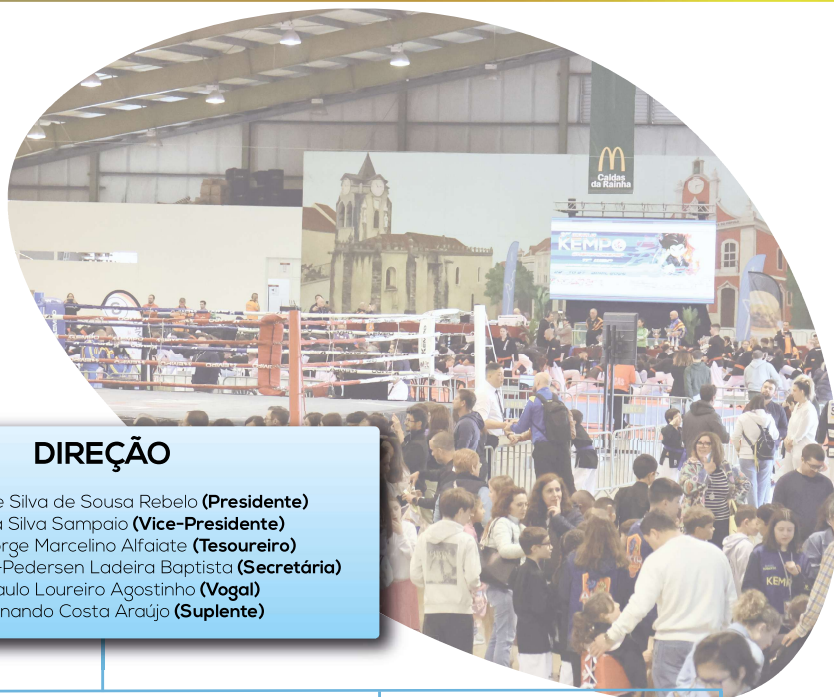 Caldas
da Rainha
KEMPO
DIREÇÃO
e Silva de Sousa Rebelo (Presidente)
a Silva Sampaio (Vice-Presidente)
rge Marcelino Alfaiate (Tesoureiro)
-Pedersen Ladeira Baptista (Secretária)
aulo Loureiro Agostinho (Vogal)
nando Costa Araújo (Suplente)
KEMP